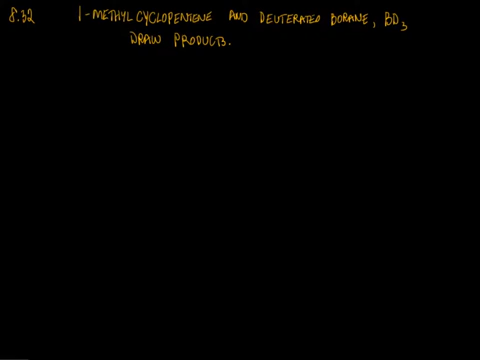 8.32 1-METHYLCYCLOPENTENE AND DEUTERATED BORANE, BD3
DRAW PRODUCTS.